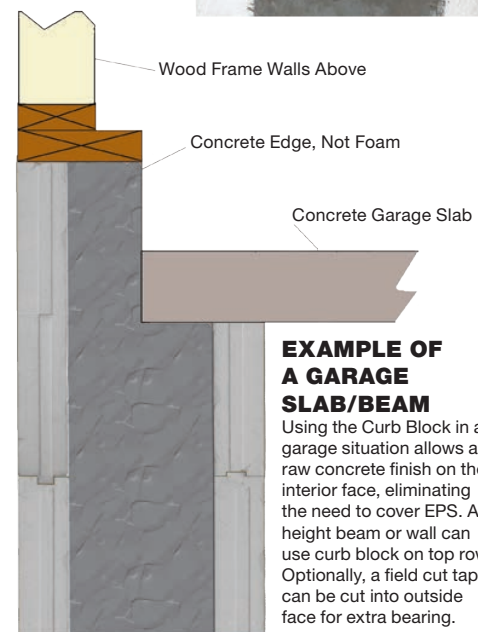 Wood Frame Walls Above
Concrete Edge, Not Foam
Concrete Garage Slab
EXAMPLE OF
A GARAGE
SLAB/BEAM
Using the Curb Block in a
garage situation allows a
raw concrete finish on the
interior face, eliminating
the need to cover EPS. A
height beam or wall can
use curb block on top
Optionally, a field cut
can be cut into outside
face for extra bearing.